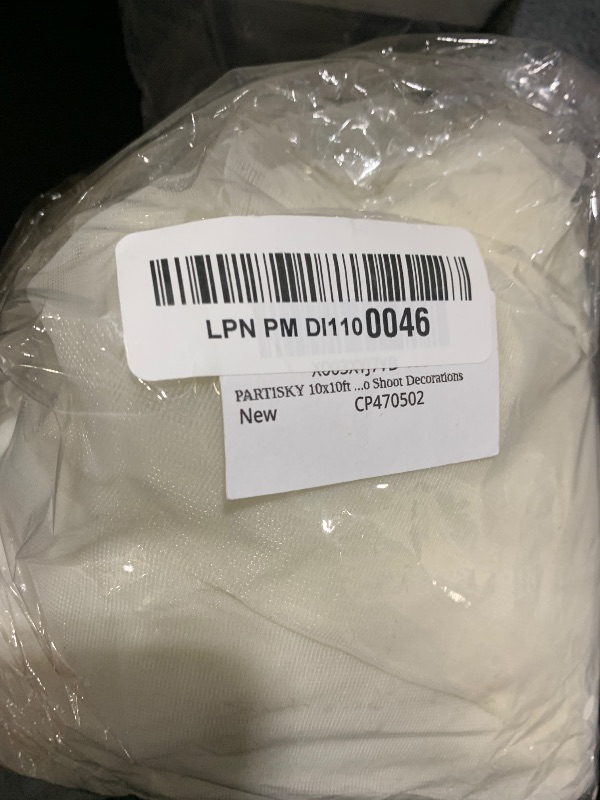 LPN PM DI110 0046
PARTISKY 10x10ft ...o Shoot Decorations
New CP470502